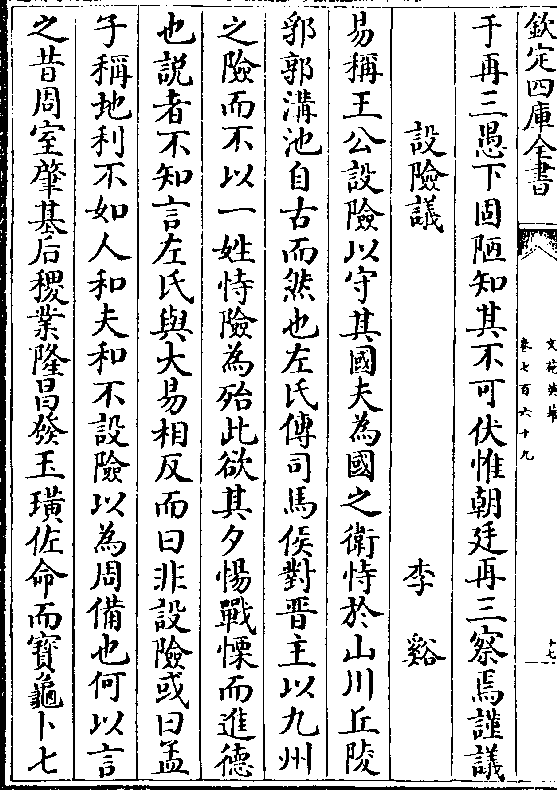 欽定四庫全書
文苑英華
卷七百六十九
十七
于再三愚下固陋知其不可伏惟朝廷再三察焉謹議
設險議
李谿
易稱王公設險以守其國夫為國之衛恃於山川丘陵
郛郭溝池自古而然也左氏傳司馬侯對晋主以九州
之險而不以一姓恃險為殆此欲其夕惕戰慄而進德
也説者不知言左氏與大易相反而曰非設險或曰孟
子稱地利不如人和夫和不設險以為周備也何以言
之昔周室肇基后稷業隆昌發玉璜佐命而寳龜卜七